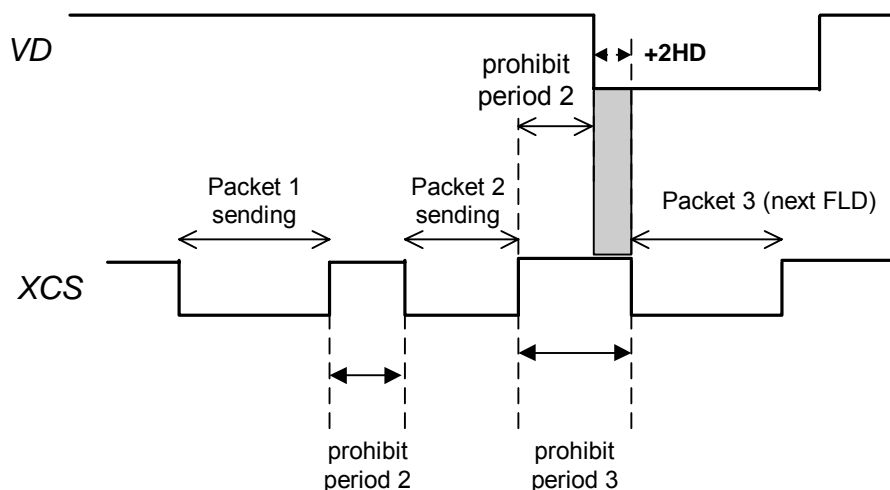 VD
+2HD
prohibit
period 2
Packet 1
sending
Packet 2
sending
Packet 3 (next FLD)
XCS
prohibit
period 2
prohibit
period 3